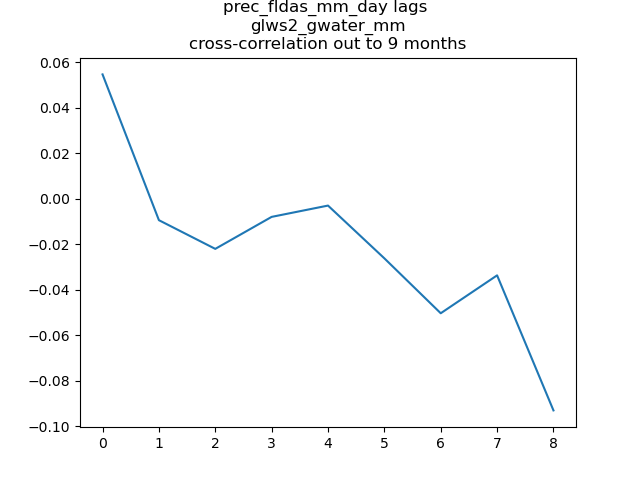 prec_fldas_mm_day lags
glws2_gwater_mm
cross-correlation out to 9 months
0.06
0.04
0.02
0.00
−0.02
−0.04
−0.06
−0.08
−0.10
0 1 2 3 4 5 6 7 8